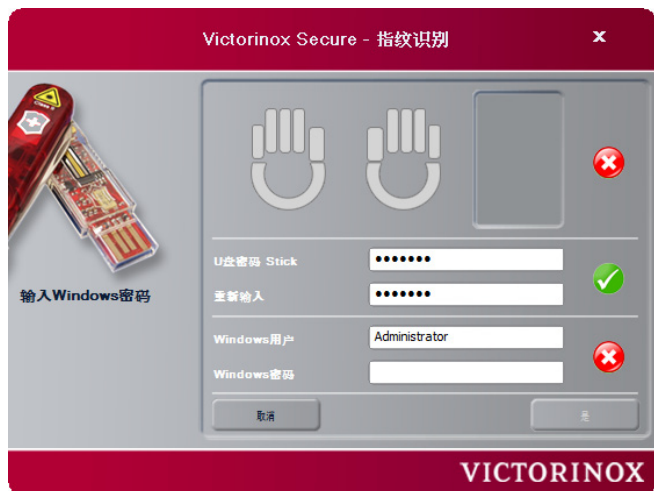 Victorinox Secure - 指纹识别
x
Class II
U盘密码 Stick
•••••••
重新输入
•••••••
输入Windows密码
Windows用户
Administrator
Windows密码
取消
是
VICTORINOX